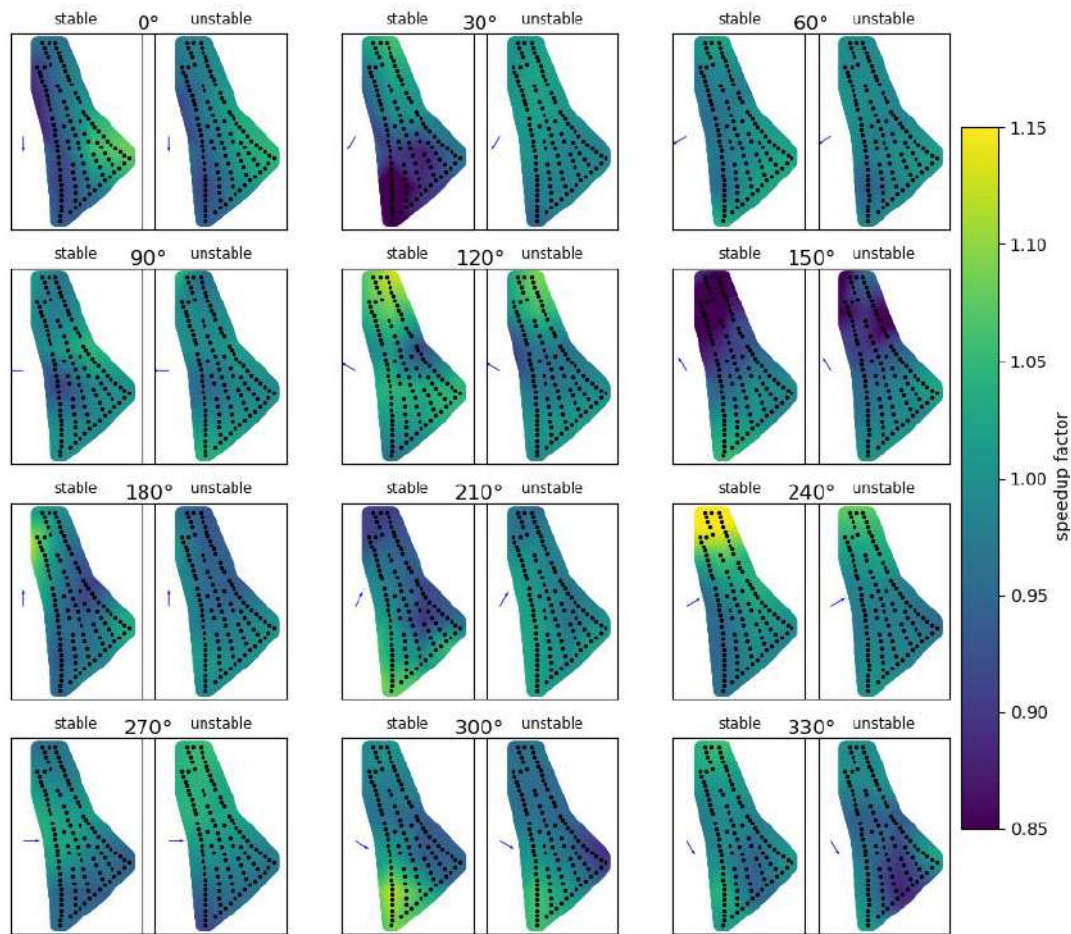 stable 0° unstable
stable 30° unstable
stable 60° unstable
stable 90° unstable
stable 120° unstable
stable 150° unstable
stable 180° unstable
stable 210° unstable
stable 240° unstable
stable 270° unstable
stable 300° unstable
stable 330° unstable
1.15
1.10
1.05
1.00
0.95
0.90
0.85
speedup factor